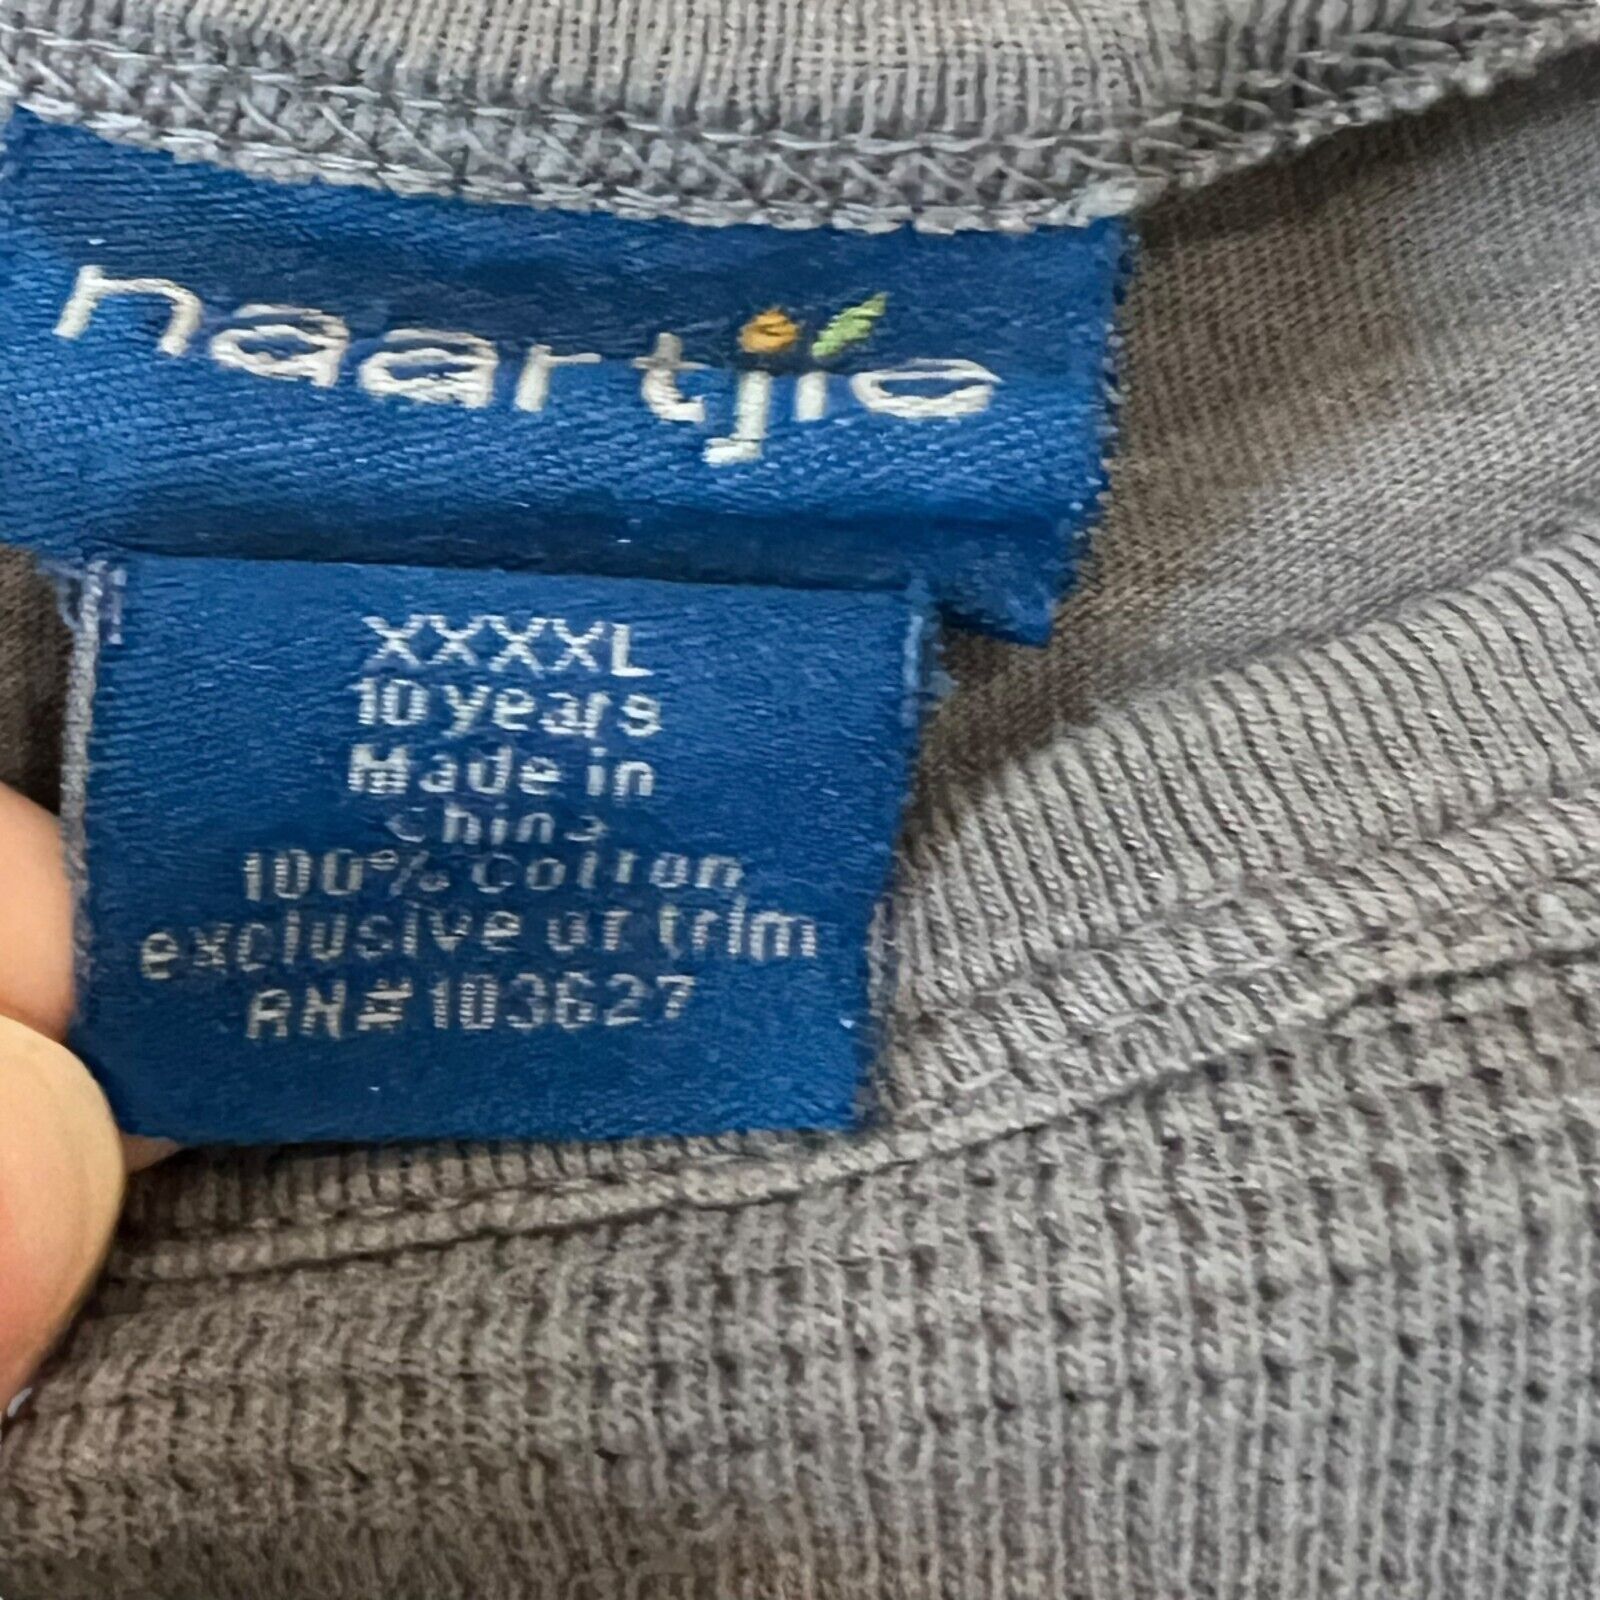 naartjie
XXXXL
10 years
Made in
China
100% Cotton
exclusive of trim
RN# 103627